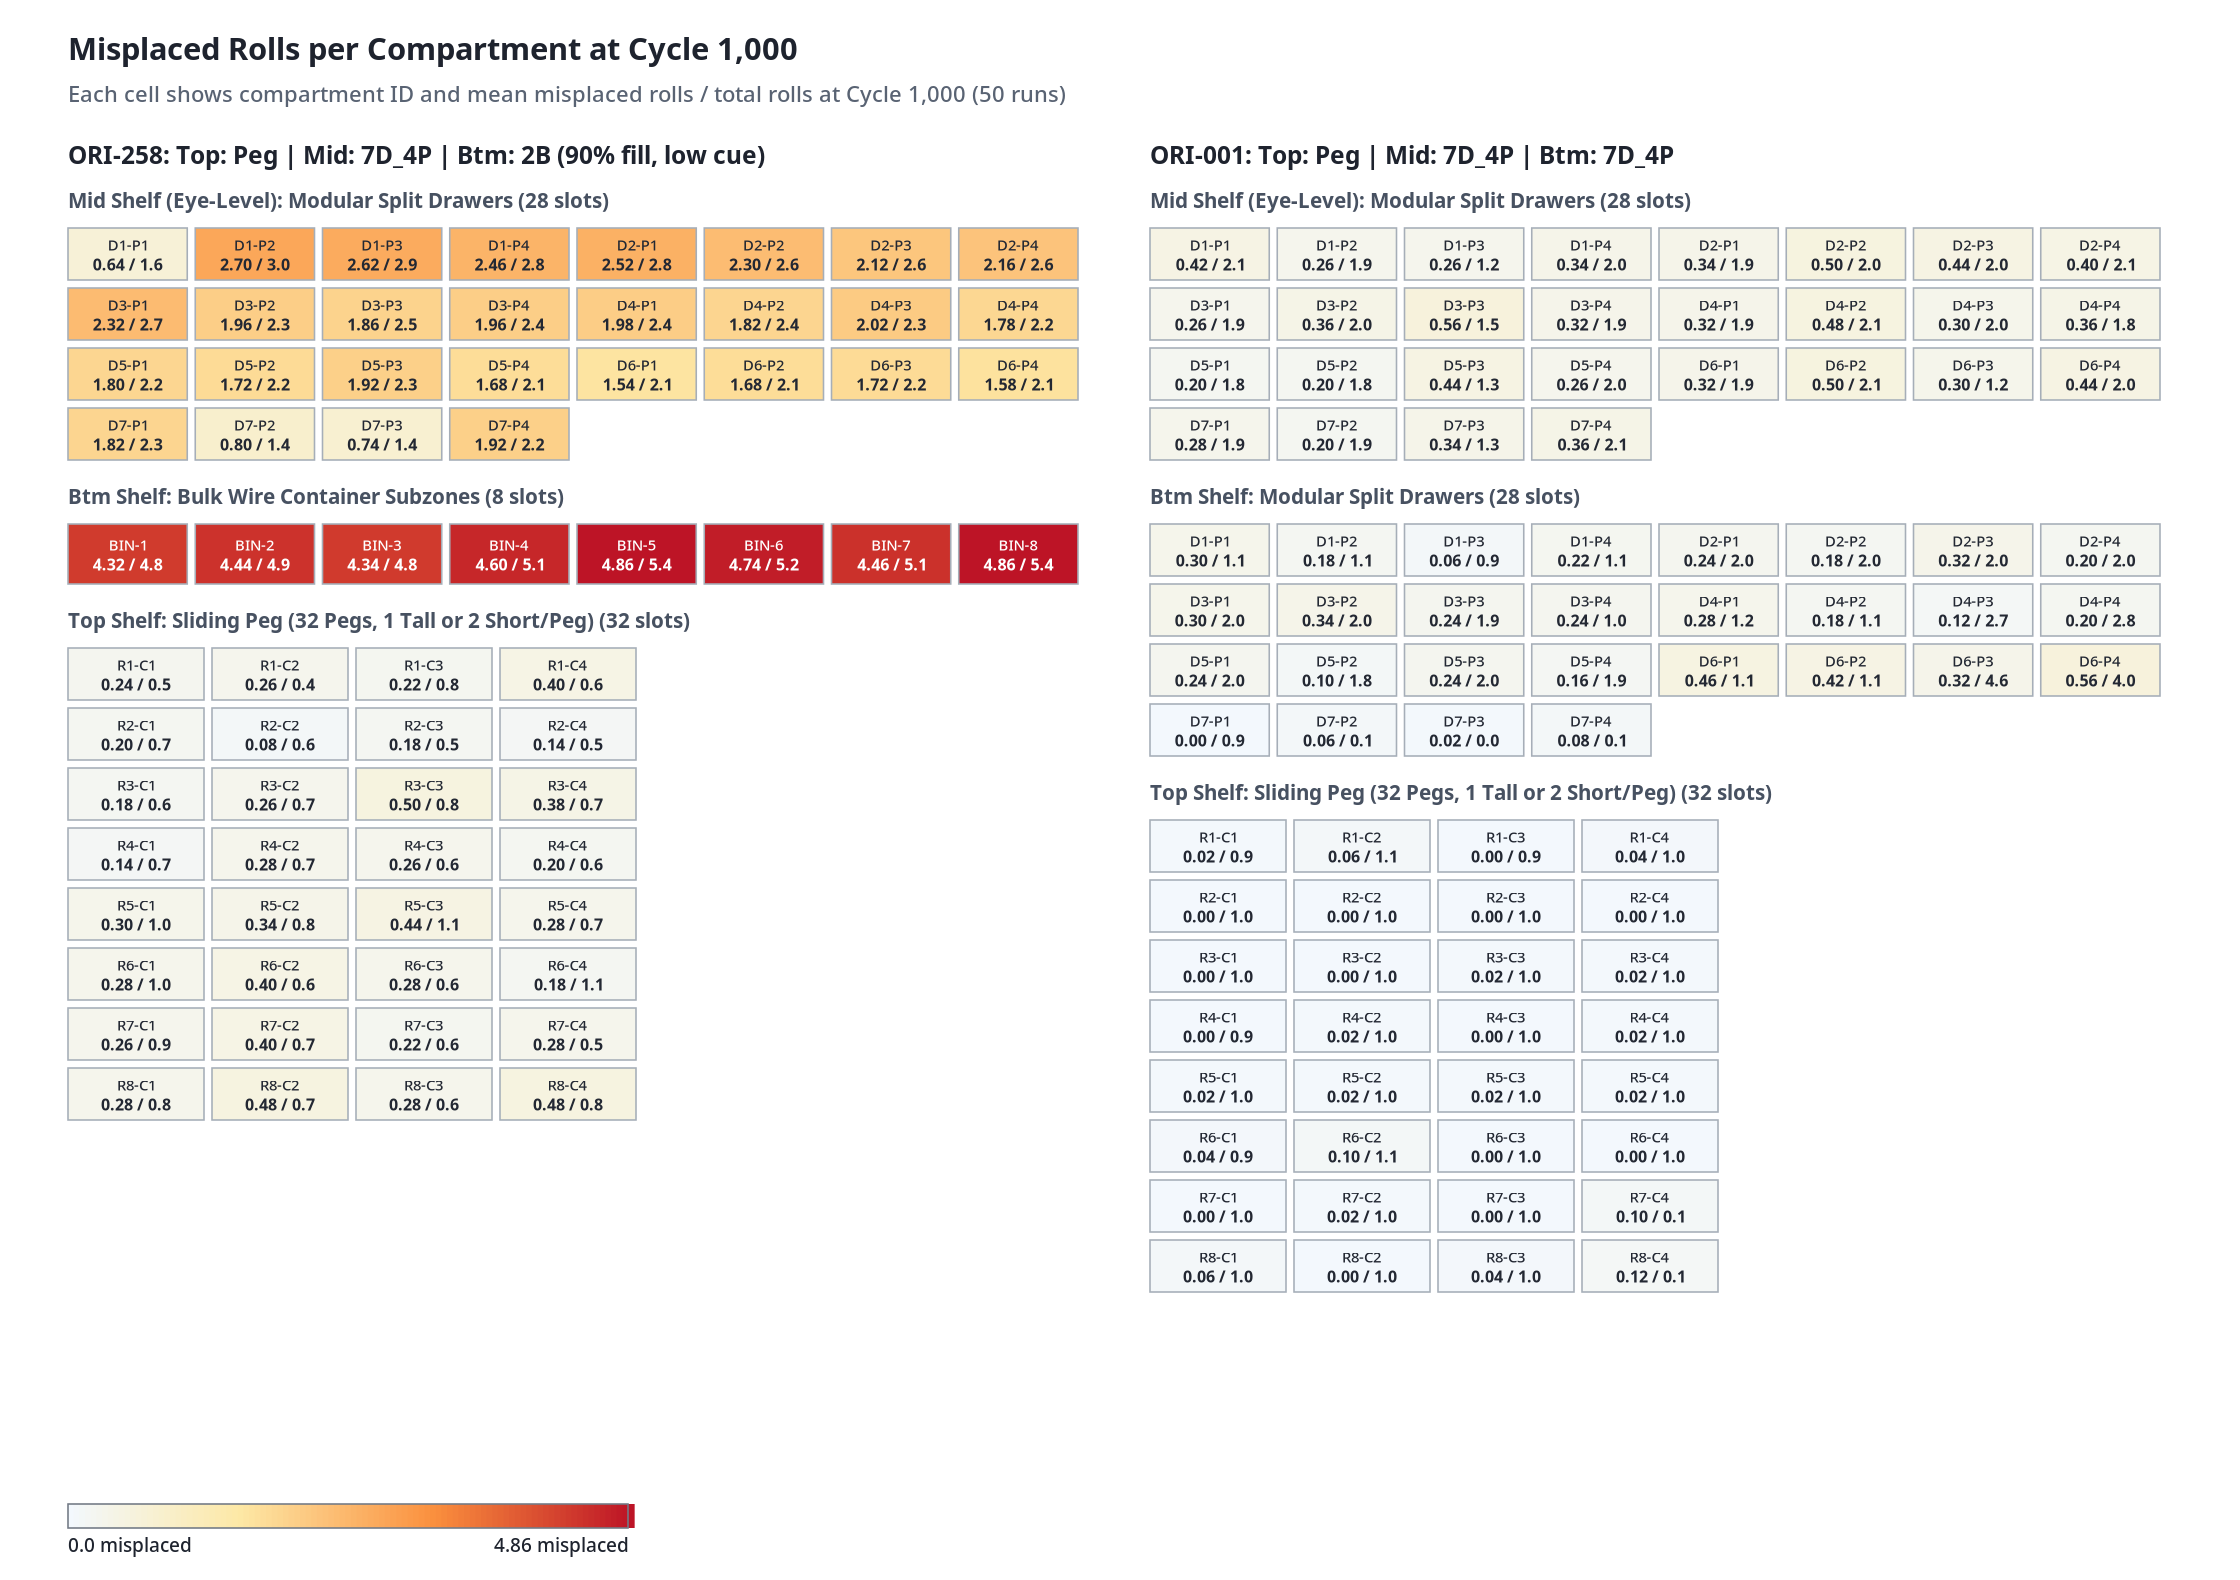 Misplaced Rolls per Compartment at Cycle 1,000
Each cell shows compartment ID and mean misplaced rolls / total rolls at Cycle 1,000 (50 runs)
ORI-258: Top: Peg | Mid: 7D_4P | Btm: 2B (90% fill, low cue)
Mid Shelf (Eye-Level): Modular Split Drawers (28 slots)
D1-P1 D1-P2 D1-P3 D1-P4 D2-P1 D2-P2 D2-P3 D2-P4
0.64 / 1.6 2.70 / 3.0 2.62 / 2.9 2.46 / 2.8 2.52 / 2.8 2.30 / 2.6 2.12 / 2.6 2.16 / 2.6
D3-P1 D3-P2 D3-P3 D3-P4 D4-P1 D4-P2 D4-P3 D4-P4
2.32 / 2.7 1.96 / 2.3 1.86 / 2.5 1.96 / 2.4 1.98 / 2.4 1.82 / 2.4 2.02 / 2.3 1.78 / 2.2
D5-P1 D5-P2 D5-P3 D5-P4 D6-P1 D6-P2 D6-P3 D6-P4
1.80 / 2.2 1.72 / 2.2 1.92 / 2.3 1.68 / 2.1 1.54 / 2.1 1.68 / 2.1 1.72 / 2.2 1.58 / 2.1
D7-P1 D7-P2 D7-P3 D7-P4
1.82 / 2.3 0.80 / 1.4 0.74 / 1.4 1.92 / 2.2
Btm Shelf: Bulk Wire Container Subzones (8 slots)
BIN-1 BIN-2 BIN-3 BIN-4 BIN-5 BIN-6 BIN-7 BIN-8
4.32 / 4.8 4.44 / 4.9 4.34 / 4.8 4.60 / 5.1 4.86 / 5.4 4.74 / 5.2 4.46 / 5.1 4.86 / 5.4
Top Shelf: Sliding Peg (32 Pegs, 1 Tall or 2 Short/Peg) (32 slots)
R1-C1 R1-C2 R1-C3 R1-C4
0.24 / 0.5 0.26 / 0.4 0.22 / 0.8 0.40 / 0.6
R2-C1 R2-C2 R2-C3 R2-C4
0.20 / 0.7 0.08 / 0.6 0.18 / 0.5 0.14 / 0.5
R3-C1 R3-C2 R3-C3 R3-C4
0.18 / 0.6 0.26 / 0.7 0.50 / 0.8 0.38 / 0.7
R4-C1 R4-C2 R4-C3 R4-C4
0.14 / 0.7 0.28 / 0.7 0.26 / 0.6 0.20 / 0.6
R5-C1 R5-C2 R5-C3 R5-C4
0.30 / 1.0 0.34 / 0.8 0.44 / 1.1 0.28 / 0.7
R6-C1 R6-C2 R6-C3 R6-C4
0.28 / 1.0 0.40 / 0.6 0.28 / 0.6 0.18 / 1.1
R7-C1 R7-C2 R7-C3 R7-C4
0.26 / 0.9 0.40 / 0.7 0.22 / 0.6 0.28 / 0.5
R8-C1 R8-C2 R8-C3 R8-C4
0.28 / 0.8 0.48 / 0.7 0.28 / 0.6 0.48 / 0.8
ORI-001: Top: Peg | Mid: 7D_4P | Btm: 7D_4P
Mid Shelf (Eye-Level): Modular Split Drawers (28 slots)
D1-P1 D1-P2 D1-P3 D1-P4 D2-P1 D2-P2 D2-P3 D2-P4
0.42 / 2.1 0.26 / 1.9 0.26 / 1.2 0.34 / 2.0 0.34 / 1.9 0.50 / 2.0 0.44 / 2.0 0.40 / 2.1
D3-P1 D3-P2 D3-P3 D3-P4 D4-P1 D4-P2 D4-P3 D4-P4
0.26 / 1.9 0.36 / 2.0 0.56 / 1.5 0.32 / 1.9 0.32 / 1.9 0.48 / 2.1 0.30 / 2.0 0.36 / 1.8
D5-P1 D5-P2 D5-P3 D5-P4 D6-P1 D6-P2 D6-P3 D6-P4
0.20 / 1.8 0.20 / 1.8 0.44 / 1.3 0.26 / 2.0 0.32 / 1.9 0.50 / 2.1 0.30 / 1.2 0.44 / 2.0
D7-P1 D7-P2 D7-P3 D7-P4
0.28 / 1.9 0.20 / 1.9 0.34 / 1.3 0.36 / 2.1
Btm Shelf: Modular Split Drawers (28 slots)
D1-P1 D1-P2 D1-P3 D1-P4 D2-P1 D2-P2 D2-P3 D2-P4
0.30 / 1.1 0.18 / 1.1 0.06 / 0.9 0.22 / 1.1 0.24 / 2.0 0.18 / 2.0 0.32 / 2.0 0.20 / 2.0
D3-P1 D3-P2 D3-P3 D3-P4 D4-P1 D4-P2 D4-P3 D4-P4
0.30 / 2.0 0.34 / 2.0 0.24 / 1.9 0.24 / 1.0 0.28 / 1.2 0.18 / 1.1 0.12 / 2.7 0.20 / 2.8
D5-P1 D5-P2 D5-P3 D5-P4 D6-P1 D6-P2 D6-P3 D6-P4
0.24 / 2.0 0.10 / 1.8 0.24 / 2.0 0.16 / 1.9 0.46 / 1.1 0.42 / 1.1 0.32 / 4.6 0.56 / 4.0
D7-P1 D7-P2 D7-P3 D7-P4
0.00 / 0.9 0.06 / 0.1 0.02 / 0.0 0.08 / 0.1
Top Shelf: Sliding Peg (32 Pegs, 1 Tall or 2 Short/Peg) (32 slots)
R1-C1 R1-C2 R1-C3 R1-C4
0.02 / 0.9 0.06 / 1.1 0.00 / 0.9 0.04 / 1.0
R2-C1 R2-C2 R2-C3 R2-C4
0.00 / 1.0 0.00 / 1.0 0.00 / 1.0 0.00 / 1.0
R3-C1 R3-C2 R3-C3 R3-C4
0.00 / 1.0 0.00 / 1.0 0.02 / 1.0 0.02 / 1.0
R4-C1 R4-C2 R4-C3 R4-C4
0.00 / 0.9 0.02 / 1.0 0.00 / 1.0 0.02 / 1.0
R5-C1 R5-C2 R5-C3 R5-C4
0.02 / 1.0 0.02 / 1.0 0.02 / 1.0 0.02 / 1.0
R6-C1 R6-C2 R6-C3 R6-C4
0.04 / 0.9 0.10 / 1.1 0.00 / 1.0 0.00 / 1.0
R7-C1 R7-C2 R7-C3 R7-C4
0.00 / 1.0 0.02 / 1.0 0.00 / 1.0 0.10 / 0.1
R8-C1 R8-C2 R8-C3 R8-C4
0.06 / 1.0 0.00 / 1.0 0.04 / 1.0 0.12 / 0.1
0.0 misplaced 4.86 misplaced